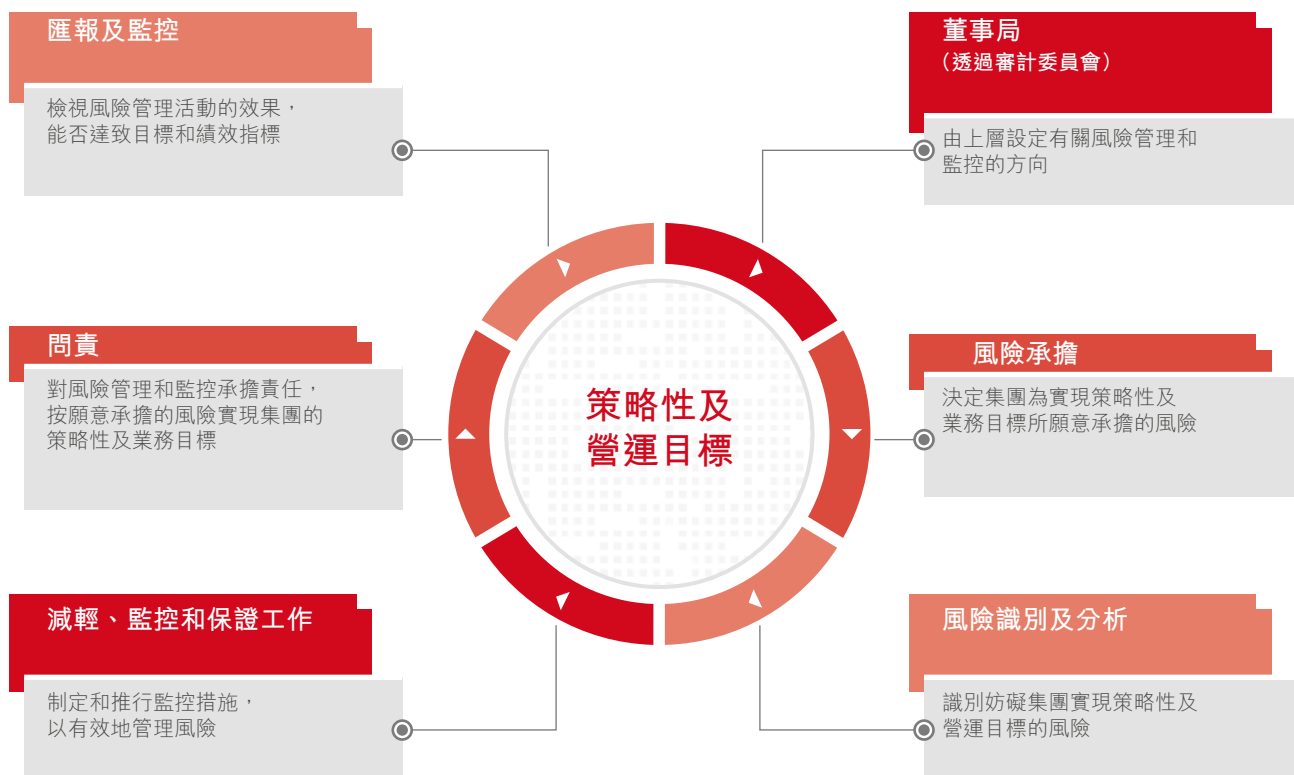 匯報及監控
檢視風險管理活動的效果，
能否達致目標和績效指標
董事局
（透過審計委員會）
由上層設定有關風險管理和
監控的方向
問責
對風險管理和監控承擔責任，
按願意承擔的風險實現集團的
策略性及業務目標
策略性及
營運目標
風險承擔
決定集團為實現策略性及
業務目標所願意承擔的風險
減輕、監控和保證工作
制定和推行監控措施，
以有效地管理風險
風險識別及分析
識別妨礙集團實現策略性及
營運目標的風險